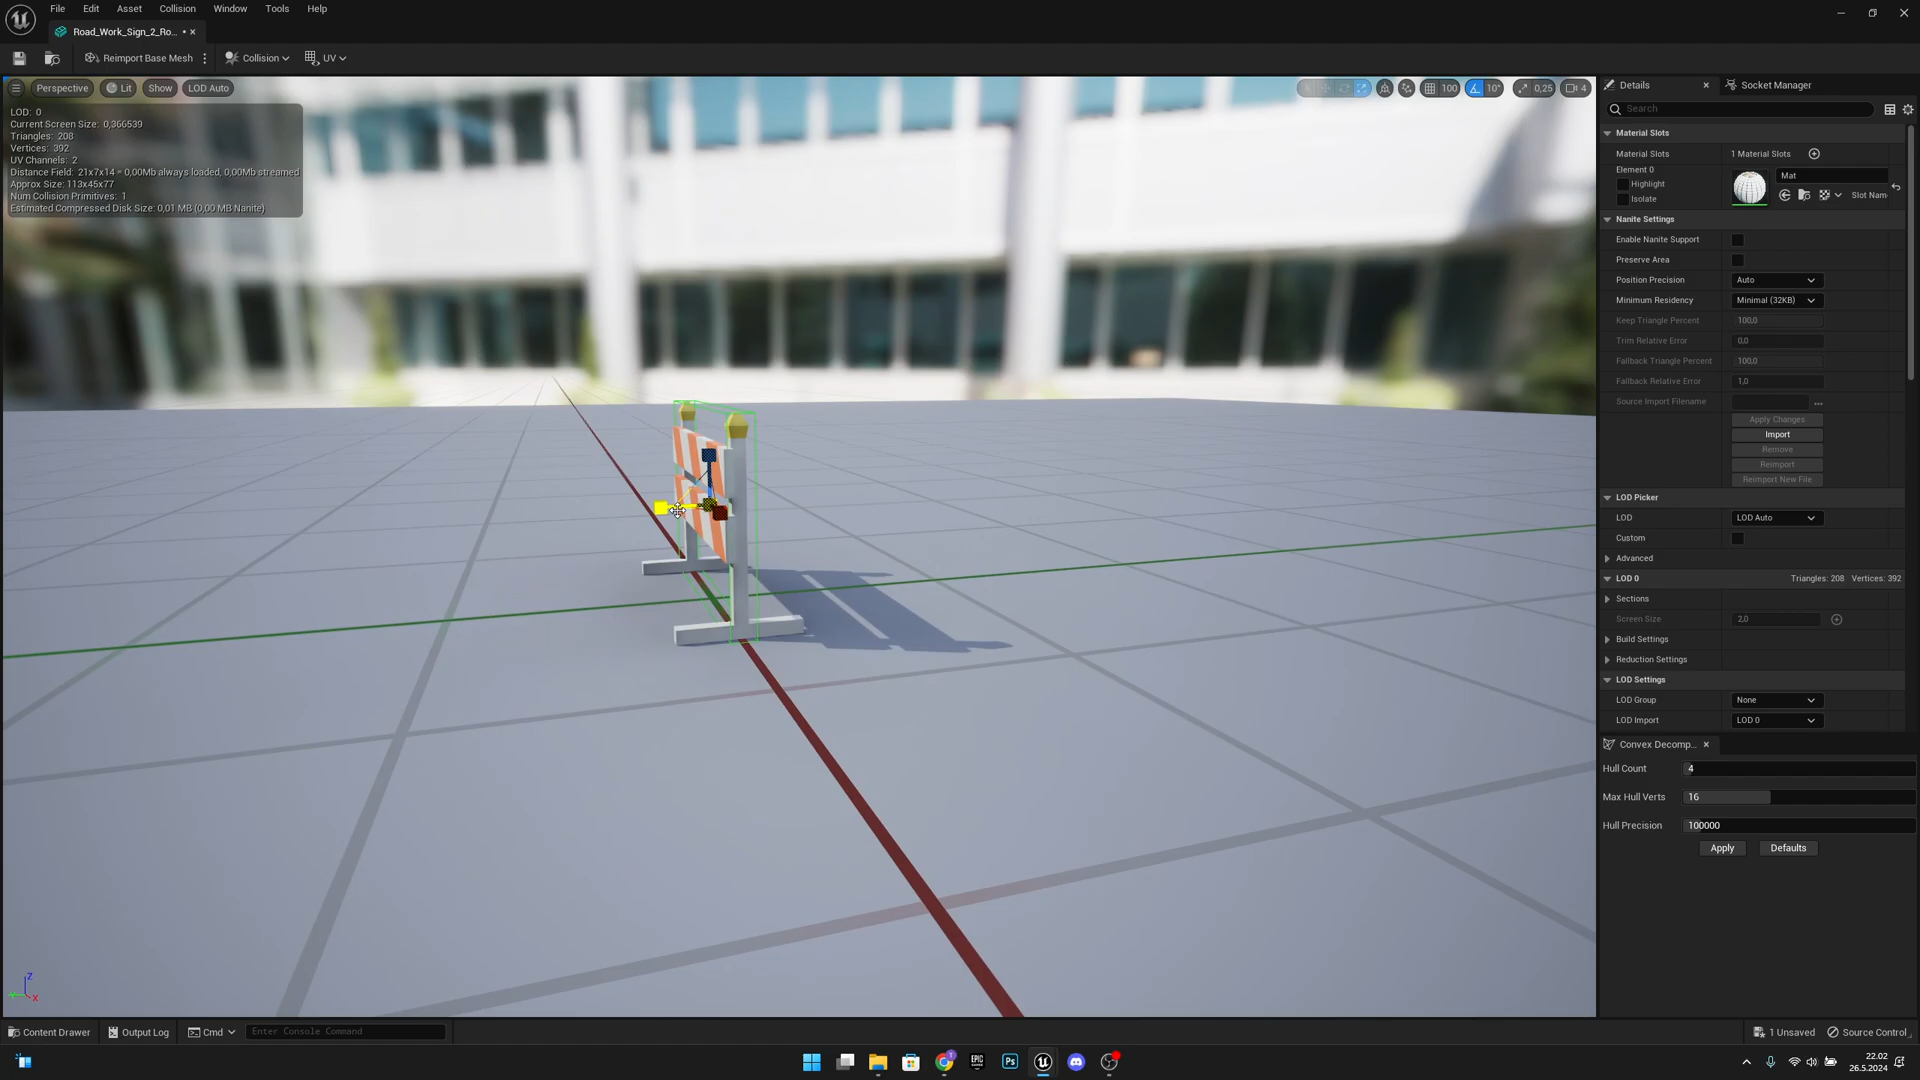 File Edit Asset Collision Window Tools Help
Road_Work_Sign_2_Ro... •
Reimport Base Mesh Collision UV
Perspective Lit Show LOD Auto
100 10° 0,25 4
LOD: 0
Current Screen Size: 0,366539
Triangles: 208
Vertices: 392
UV Channels: 2
Distance Field: 21x7x14 = 0,00Mb always loaded, 0,00Mb streamed
Approx Size: 113x45x77
Num Collision Primitives: 1
Estimated Compressed Disk Size: 0,01 MB (0,00 MB Nanite)
Z
X
Details Socket Manager
Search
Material Slots
Material Slots 1 Material Slots
Element 0
Highlight
Isolate
Mat
Slot Nam
Nanite Settings
Enable Nanite Support
Preserve Area
Position Precision Auto
Minimum Residency Minimal (32KB)
Keep Triangle Percent 100,0
Trim Relative Error 0,0
Fallback Triangle Percent 100,0
Fallback Relative Error 1,0
Source Import Filename ...
Apply Changes
Import
Remove
Reimport
Reimport New File
LOD Picker
LOD LOD Auto
Custom
Advanced
LOD 0 Triangles: 208 Vertices: 392
Sections
Screen Size 2,0
Build Settings
Reduction Settings
LOD Settings
LOD Group None
LOD Import LOD 0
Convex Decomp...
Hull Count 4
Max Hull Verts 16
Hull Precision 100000
Apply Defaults
Content Drawer Output Log Cmd Enter Console Command 1 Unsaved Source Control
EPIC Ps
22.02
26.5.2024